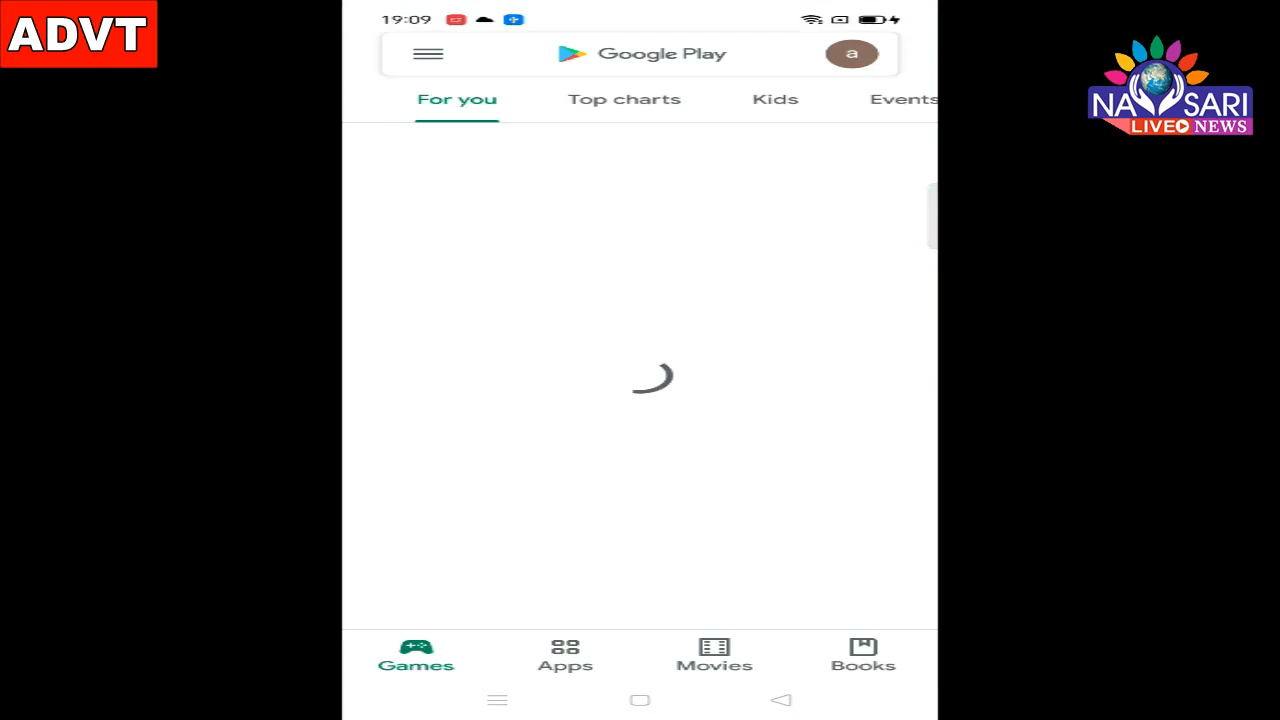 ADVT
19:09
Google Play
a
NAVSARI
LIVE NEWS
For you
Top charts
Kids
Events
Games
Apps
Movies
Books